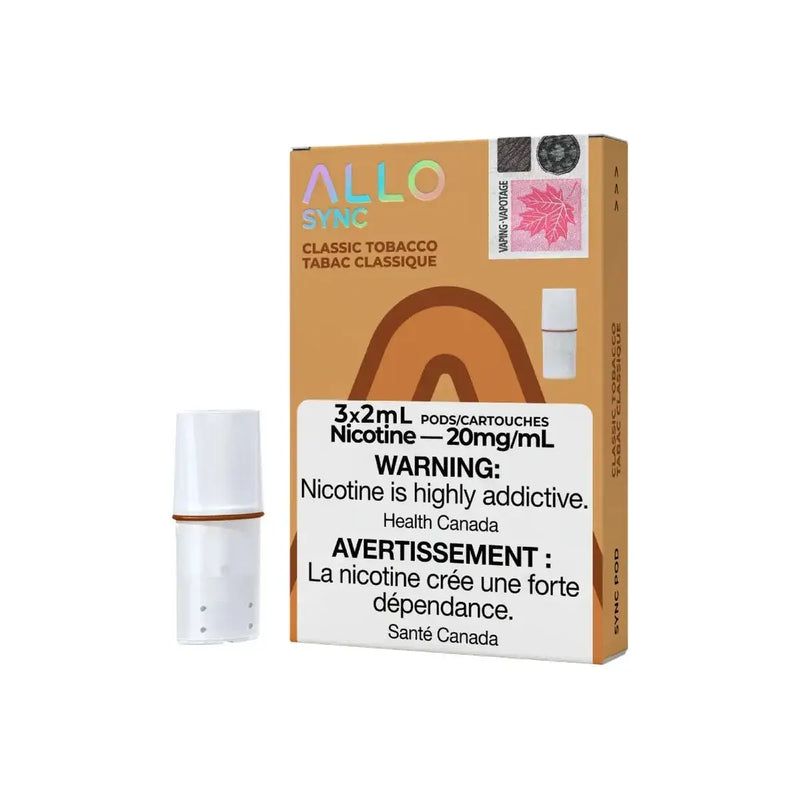 ALLO
SYNC
CLASSIC TOBACCO
TABAC CLASSIQUE
VAPING·VAPOTAGE
3x2mL PODS/CARTOUCHES
Nicotine — 20mg/mL
WARNING:
Nicotine is highly addictive.
Health Canada
AVERTISSEMENT :
La nicotine crée une forte
dépendance.
Santé Canada
CLASSIC TOBACCO
TABAC CLASSIQUE
SYNC POD